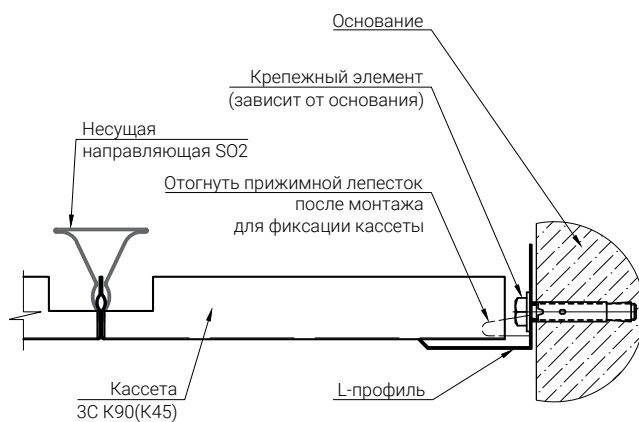 Основание
Крепежный элемент
(зависит от основания)
Несущая
направляющая SO2
Отогнуть прижимной лепесток
после монтажа
для фиксации кассеты
Кассета
3С К90(К45)
L-профиль